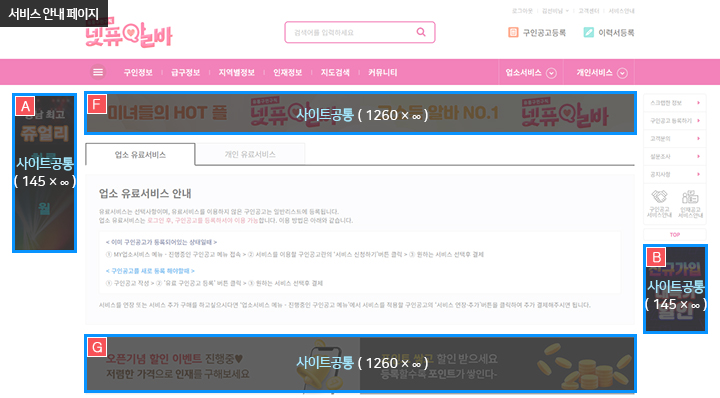 서비스 안내 페이지
넷퓨알바
검색어를 입력하세요
로그아웃 고객센터 서비스안내
구인공고등록 이력서등록
구인정보 급구정보 지역별정보 인재정보 지도검색 커뮤니티 업소서비스 개인서비스
A
강남 최고
쥬얼리
사이트공통
( 145 × ∞ )
월
F
미녀들의 HOT 플
넷퓨알바
알바 NO.1
넷퓨알바
사이트공통 ( 1260 × ∞ )
스크랩한 정보
구인공고 등록하기
고객문의
설문조사
공지사항
구인공고
서비스안내
인재공고
서비스안내
TOP
업소 유료서비스 개인 유료서비스
업소 유료서비스 안내
유료서비스는 선택사항이며, 유료서비스를 이용하지 않은 구인공고는 일반리스트에 등록됩니다.
업소 유료서비스는 로그인 후, 구인공고를 등록하셔야 이용 가능합니다. 이용 방법은 아래와 같습니다.
< 이미 구인공고가 등록되어있는 상태일때 >
① MY업소서비스 메뉴 - 진행중인 구인공고 메뉴 접속 > ② 서비스를 이용할 구인공고란의 '서비스 신청하기'버튼 클릭 > ③ 원하는 서비스 선택후 결제
< 구인공고를 새로 등록 해야할때 >
① 구인공고 작성 > ② '유료 구인공고 등록' 버튼 클릭 > ③ 원하는 서비스 선택후 결제
서비스를 연장 또는 서비스 추가 구매를 하고싶으시다면 '업소서비스 메뉴 - 진행중인 구인공고 메뉴'에서 서비스를 적용할 구인공고의 '서비스 연장·추가'버튼을 클릭하여 추가 결제해주시면 됩니다.
B
신규가입
사이트공통
( 145 × ∞ )
할인
G
오픈기념 할인 이벤트 진행중♥
저렴한 가격으로 인재를 구해보세요
사이트공통 ( 1260 × ∞ )
할인 받으세요
등록할수록 포인트가 쌓인다-